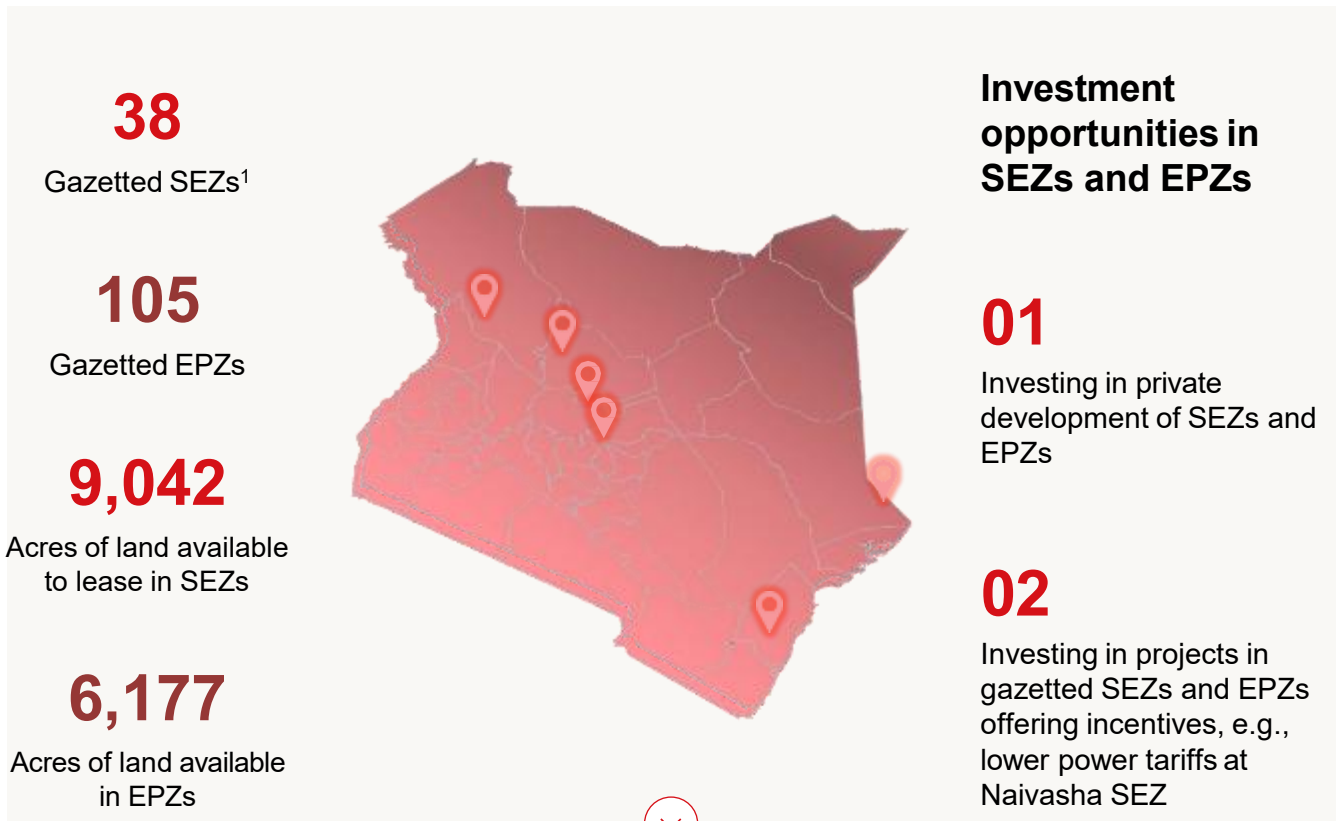 38
Gazetted SEZs¹
105
Gazetted EPZs
9,042
Acres of land available
to lease in SEZs
6,177
Acres of land available
in EPZs
Investment
opportunities in
SEZs and EPZs
01
Investing in private
development of SEZs and
EPZs
02
Investing in projects in
gazetted SEZs and EPZs
offering incentives, e.g.,
lower power tariffs at
Naivasha SEZ